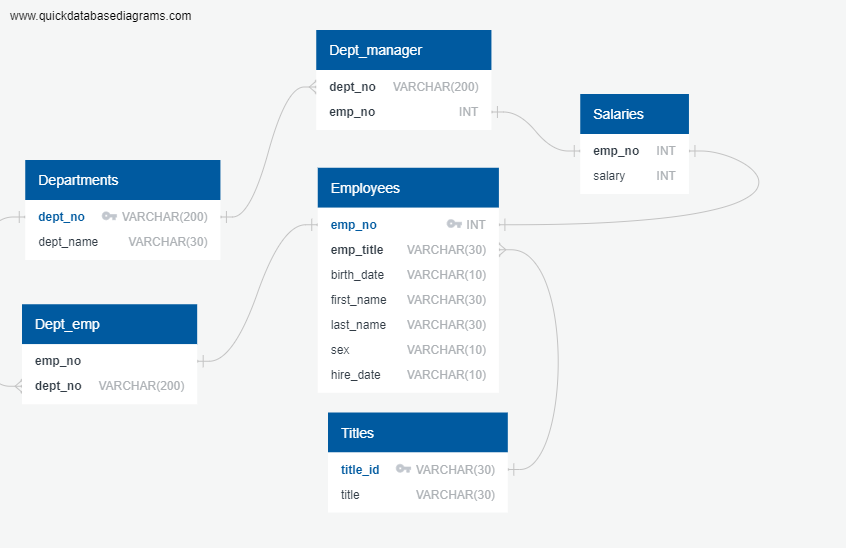 www.quickdatabasediagrams.com
Dept_manager
dept_no VARCHAR(200)
emp_no INT
Salaries
emp_no INT
salary INT
Departments
dept_no VARCHAR(200)
dept_name VARCHAR(30)
Employees
emp_no INT
emp_title VARCHAR(30)
birth_date VARCHAR(10)
first_name VARCHAR(30)
last_name VARCHAR(30)
sex VARCHAR(10)
hire_date VARCHAR(10)
Dept_emp
emp_no
dept_no VARCHAR(200)
Titles
title_id VARCHAR(30)
title VARCHAR(30)